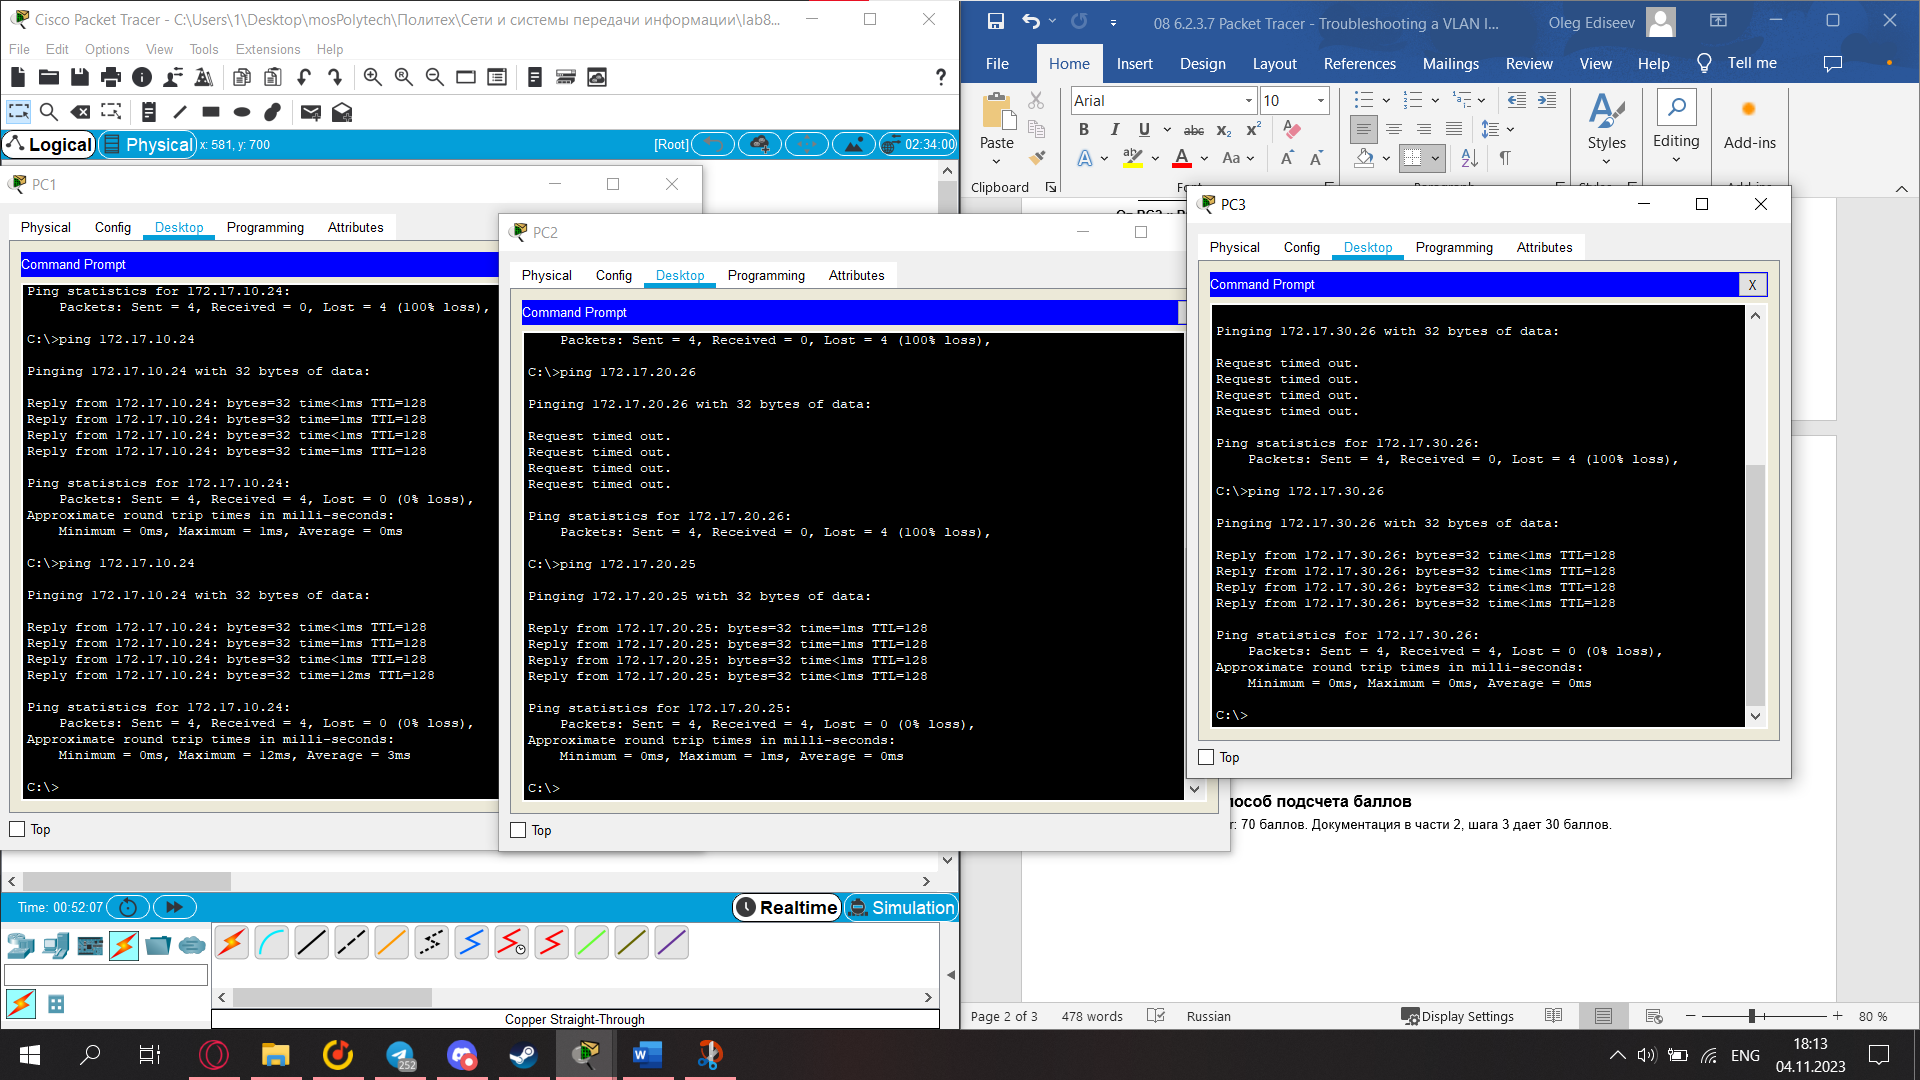 Cisco Packet Tracer - C:\Users\1\Desktop\mosPolytech\Политех\Сети и системы передачи информации\lab8...
File Edit Options View Tools Extensions Help
Logical Physical x: 581, y: 700 [Root] 02:34:00
PC1
Physical Config Desktop Programming Attributes
Command Prompt
Ping statistics for 172.17.10.24:
Packets: Sent = 4, Received = 0, Lost = 4 (100% loss),
C:\>ping 172.17.10.24
Pinging 172.17.10.24 with 32 bytes of data:
Reply from 172.17.10.24: bytes=32 time<1ms TTL=128
Reply from 172.17.10.24: bytes=32 time=1ms TTL=128
Reply from 172.17.10.24: bytes=32 time<1ms TTL=128
Reply from 172.17.10.24: bytes=32 time=1ms TTL=128
Ping statistics for 172.17.10.24:
Packets: Sent = 4, Received = 4, Lost = 0 (0% loss),
Approximate round trip times in milli-seconds:
Minimum = 0ms, Maximum = 1ms, Average = 0ms
C:\>ping 172.17.10.24
Pinging 172.17.10.24 with 32 bytes of data:
Reply from 172.17.10.24: bytes=32 time<1ms TTL=128
Reply from 172.17.10.24: bytes=32 time=1ms TTL=128
Reply from 172.17.10.24: bytes=32 time<1ms TTL=128
Reply from 172.17.10.24: bytes=32 time=12ms TTL=128
Ping statistics for 172.17.10.24:
Packets: Sent = 4, Received = 4, Lost = 0 (0% loss),
Approximate round trip times in milli-seconds:
Minimum = 0ms, Maximum = 12ms, Average = 3ms
C:\>
Top
PC2
Physical Config Desktop Programming Attributes
Command Prompt
Packets: Sent = 4, Received = 0, Lost = 4 (100% loss),
C:\>ping 172.17.20.26
Pinging 172.17.20.26 with 32 bytes of data:
Request timed out.
Request timed out.
Request timed out.
Request timed out.
Ping statistics for 172.17.20.26:
Packets: Sent = 4, Received = 0, Lost = 4 (100% loss),
C:\>ping 172.17.20.25
Pinging 172.17.20.25 with 32 bytes of data:
Reply from 172.17.20.25: bytes=32 time=1ms TTL=128
Reply from 172.17.20.25: bytes=32 time=1ms TTL=128
Reply from 172.17.20.25: bytes=32 time<1ms TTL=128
Reply from 172.17.20.25: bytes=32 time<1ms TTL=128
Ping statistics for 172.17.20.25:
Packets: Sent = 4, Received = 4, Lost = 0 (0% loss),
Approximate round trip times in milli-seconds:
Minimum = 0ms, Maximum = 1ms, Average = 0ms
C:\>
Top
Time: 00:52:07 Realtime Simulation
Copper Straight-Through
08 6.2.3.7 Packet Tracer - Troubleshooting a VLAN I... Oleg Ediseev
File Home Insert Design Layout References Mailings Review View Help Tell me
Arial 10
Paste Styles Editing Add-ins
Clipboard
PC3
Physical Config Desktop Programming Attributes
Command Prompt X
Pinging 172.17.30.26 with 32 bytes of data:
Request timed out.
Request timed out.
Request timed out.
Request timed out.
Ping statistics for 172.17.30.26:
Packets: Sent = 4, Received = 0, Lost = 4 (100% loss),
C:\>ping 172.17.30.26
Pinging 172.17.30.26 with 32 bytes of data:
Reply from 172.17.30.26: bytes=32 time<1ms TTL=128
Reply from 172.17.30.26: bytes=32 time<1ms TTL=128
Reply from 172.17.30.26: bytes=32 time<1ms TTL=128
Reply from 172.17.30.26: bytes=32 time<1ms TTL=128
Ping statistics for 172.17.30.26:
Packets: Sent = 4, Received = 4, Lost = 0 (0% loss),
Approximate round trip times in milli-seconds:
Minimum = 0ms, Maximum = 0ms, Average = 0ms
C:\>
Top
пособ подсчета баллов
r: 70 баллов. Документация в части 2, шага 3 дает 30 баллов.
Page 2 of 3 478 words Russian Display Settings 80 %
252
ENG
18:13
04.11.2023